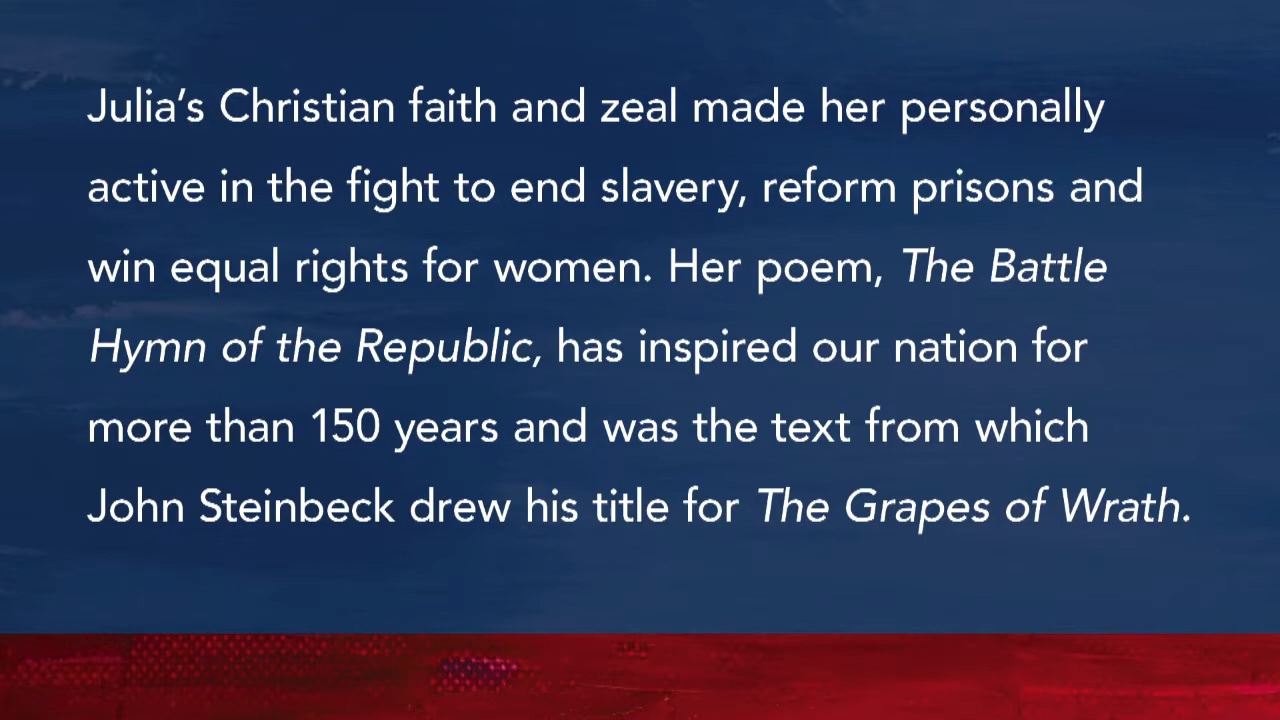 Julia’s Christian faith and zeal made her personally
active in the fight to end slavery, reform prisons and
win equal rights for women. Her poem, The Battle
Hymn of the Republic, has inspired our nation for
more than 150 years and was the text from which
John Steinbeck drew his title for The Grapes of Wrath.